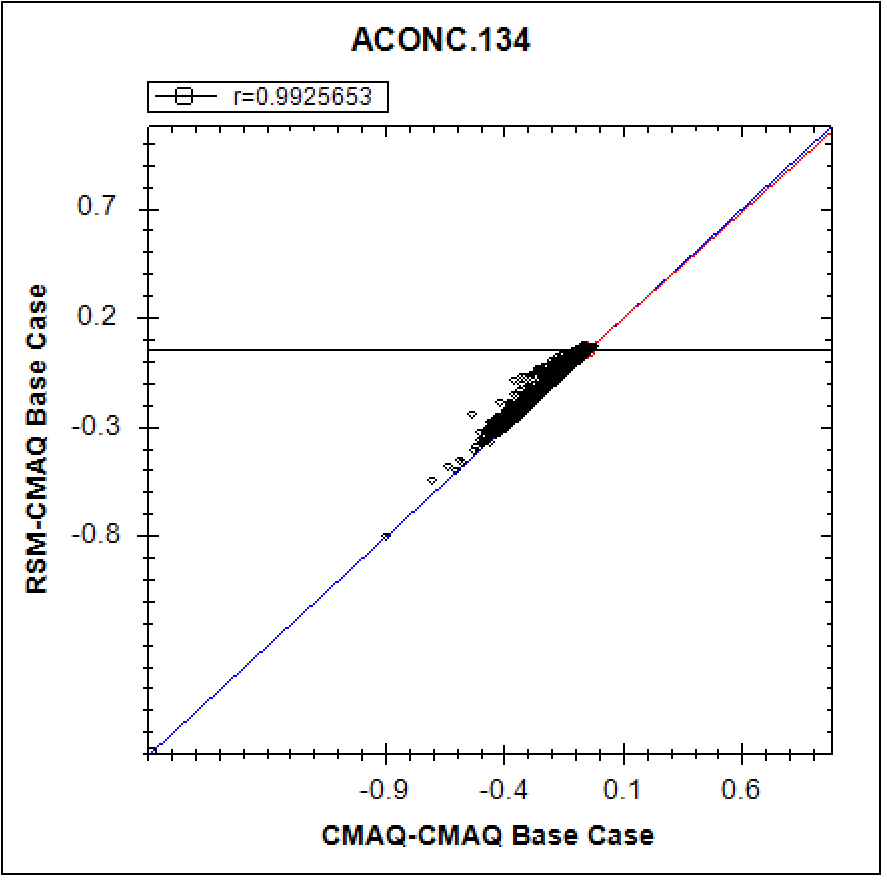 ACONC.134
r=0.9925653
0.7
0.2
-0.3
-0.8
RSM-CMAQ Base Case
-0.9 -0.4 0.1 0.6
CMAQ-CMAQ Base Case